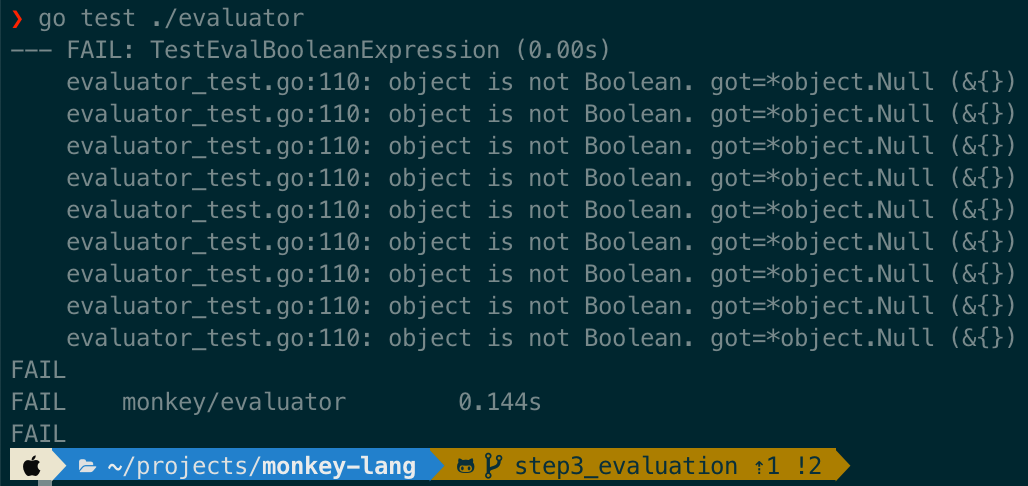 ❯ go test ./evaluator
--- FAIL: TestEvalBooleanExpression (0.00s)
    evaluator_test.go:110: object is not Boolean. got=*object.Null (&{})
    evaluator_test.go:110: object is not Boolean. got=*object.Null (&{})
    evaluator_test.go:110: object is not Boolean. got=*object.Null (&{})
    evaluator_test.go:110: object is not Boolean. got=*object.Null (&{})
    evaluator_test.go:110: object is not Boolean. got=*object.Null (&{})
    evaluator_test.go:110: object is not Boolean. got=*object.Null (&{})
    evaluator_test.go:110: object is not Boolean. got=*object.Null (&{})
    evaluator_test.go:110: object is not Boolean. got=*object.Null (&{})
    evaluator_test.go:110: object is not Boolean. got=*object.Null (&{})
FAIL
FAIL    monkey/evaluator        0.144s
FAIL
~/projects/monkey-lang step3_evaluation ⇡1 !2